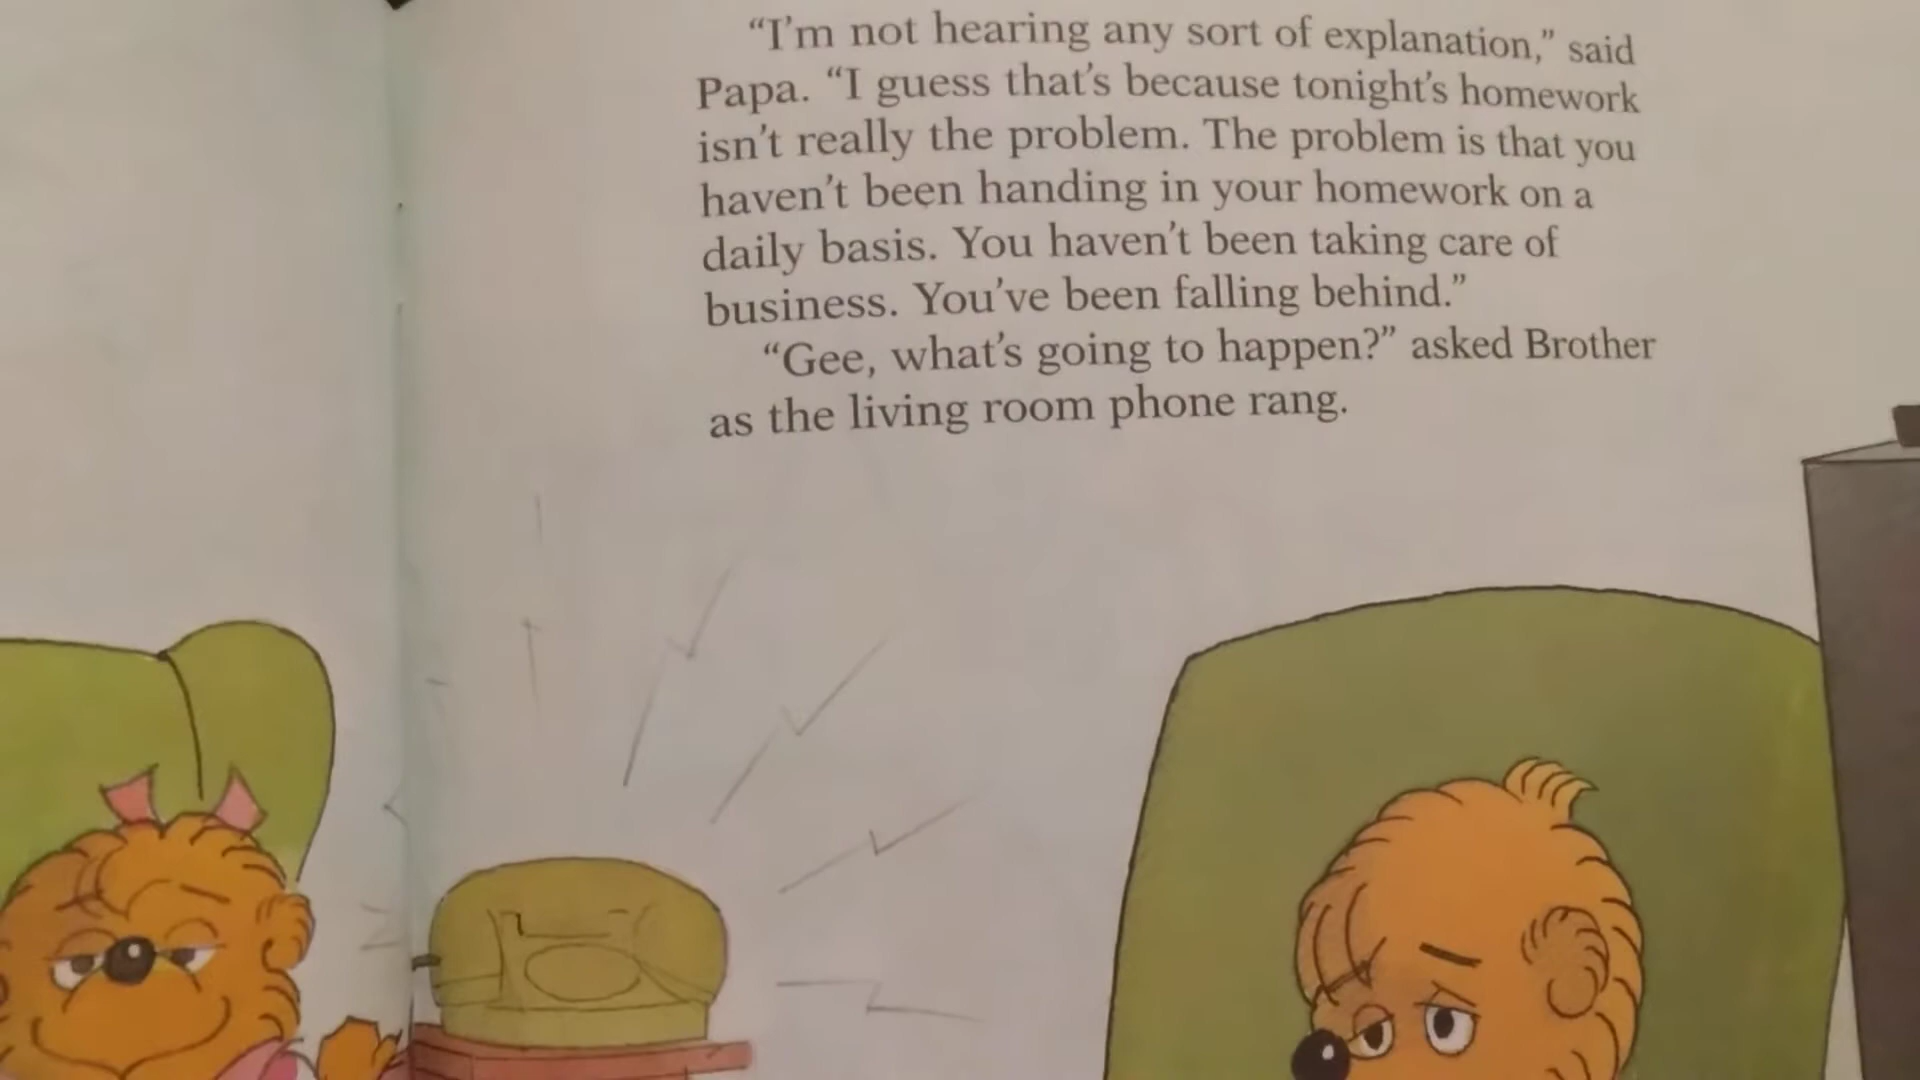 “I’m not hearing any sort of explanation,” said
Papa. “I guess that’s because tonight’s homework
isn’t really the problem. The problem is that you
haven’t been handing in your homework on a
daily basis. You haven’t been taking care of
business. You’ve been falling behind.”
“Gee, what’s going to happen?” asked Brother
as the living room phone rang.